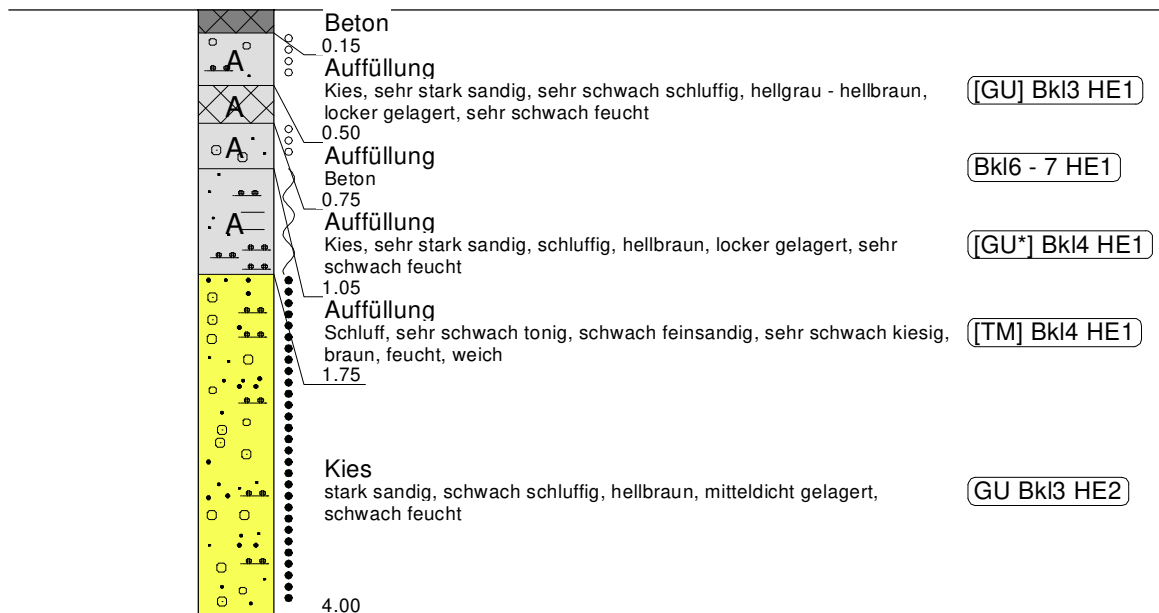 Beton
0.15
A
Auffüllung
Kies, sehr stark sandig, sehr schwach schluffig, hellgrau - hellbraun,
locker gelagert, sehr schwach feucht
[GU] Bkl3 HE1
0.50
A
Auffüllung
Beton
Bkl6 - 7 HE1
0.75
A
Auffüllung
Kies, sehr stark sandig, schluffig, hellbraun, locker gelagert, sehr
schwach feucht
[GU*] Bkl4 HE1
1.05
A
Auffüllung
Schluff, sehr schwach tonig, schwach feinsandig, sehr schwach kiesig,
braun, feucht, weich
[TM] Bkl4 HE1
1.75
Kies
stark sandig, schwach schluffig, hellbraun, mitteldicht gelagert,
schwach feucht
GU Bkl3 HE2
4.00